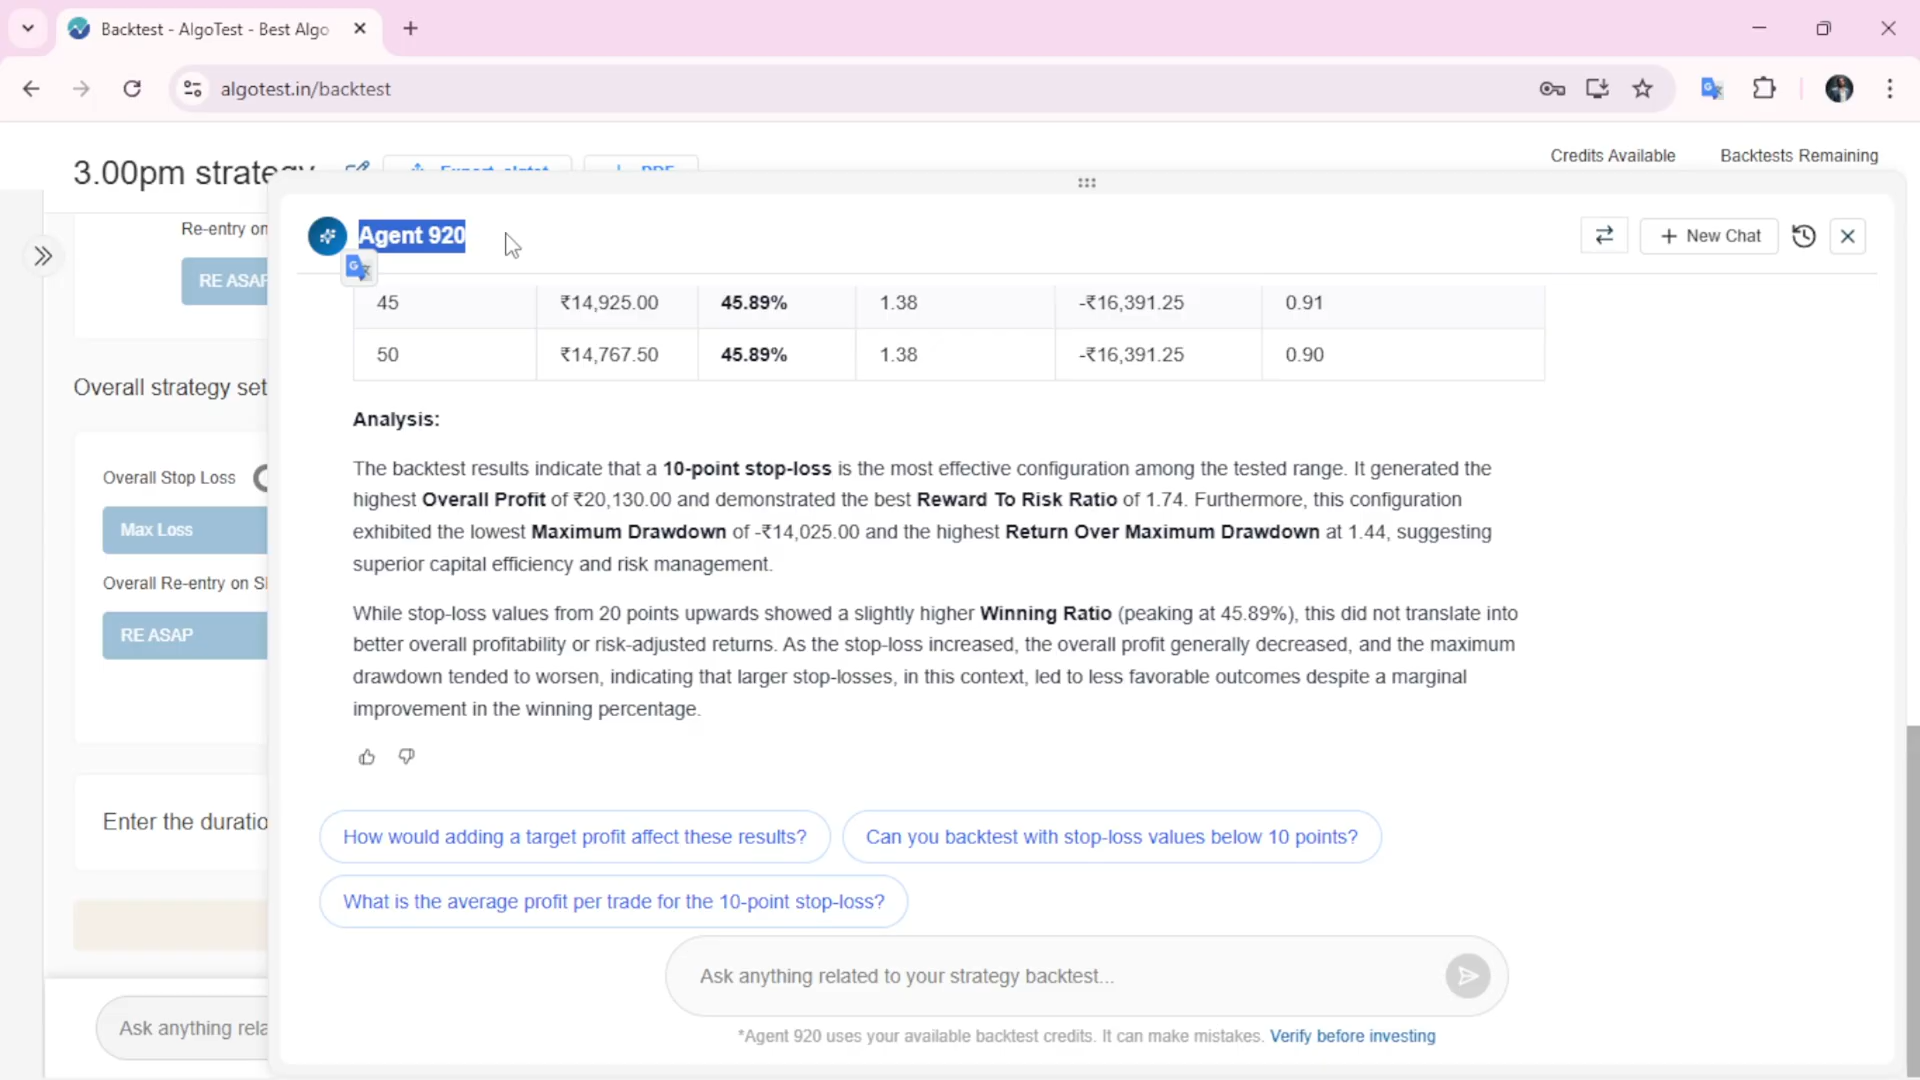 Backtest - AlgoTest - Best Algo
algotest.in/backtest
3.00pm strategy
Export .algtst
PDF
Credits Available
Backtests Remaining
Re-entry on
RE ASAP
Overall strategy set
Overall Stop Loss
Max Loss
Overall Re-entry on Sl
RE ASAP
Enter the duratio
Ask anything rela
Agent 920
New Chat
45 ₹14,925.00 45.89% 1.38 -₹16,391.25 0.91
50 ₹14,767.50 45.89% 1.38 -₹16,391.25 0.90
Analysis:
The backtest results indicate that a 10-point stop-loss is the most effective configuration among the tested range. It generated the
highest Overall Profit of ₹20,130.00 and demonstrated the best Reward To Risk Ratio of 1.74. Furthermore, this configuration
exhibited the lowest Maximum Drawdown of -₹14,025.00 and the highest Return Over Maximum Drawdown at 1.44, suggesting
superior capital efficiency and risk management.
While stop-loss values from 20 points upwards showed a slightly higher Winning Ratio (peaking at 45.89%), this did not translate into
better overall profitability or risk-adjusted returns. As the stop-loss increased, the overall profit generally decreased, and the maximum
drawdown tended to worsen, indicating that larger stop-losses, in this context, led to less favorable outcomes despite a marginal
improvement in the winning percentage.
How would adding a target profit affect these results?
Can you backtest with stop-loss values below 10 points?
What is the average profit per trade for the 10-point stop-loss?
Ask anything related to your strategy backtest...
*Agent 920 uses your available backtest credits. It can make mistakes. Verify before investing